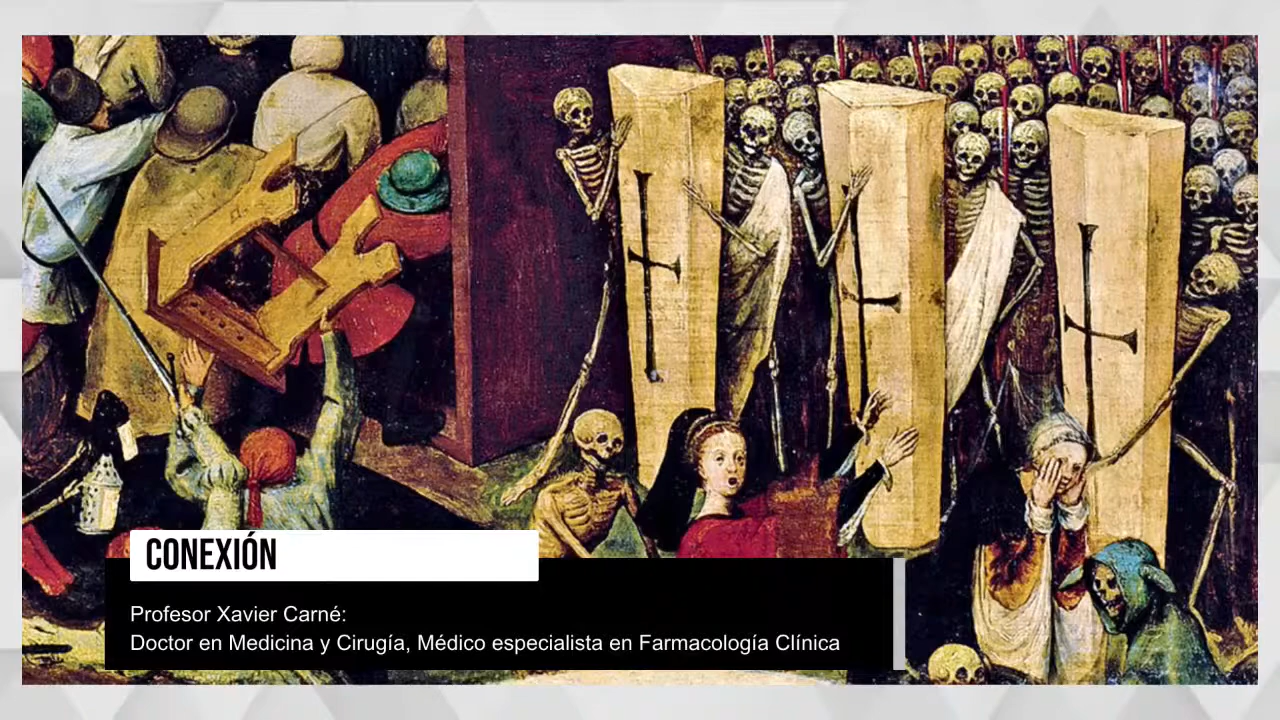 CONEXIÓN
Profesor Xavier Carné:
Doctor en Medicina y Cirugía, Médico especialista en Farmacología Clínica